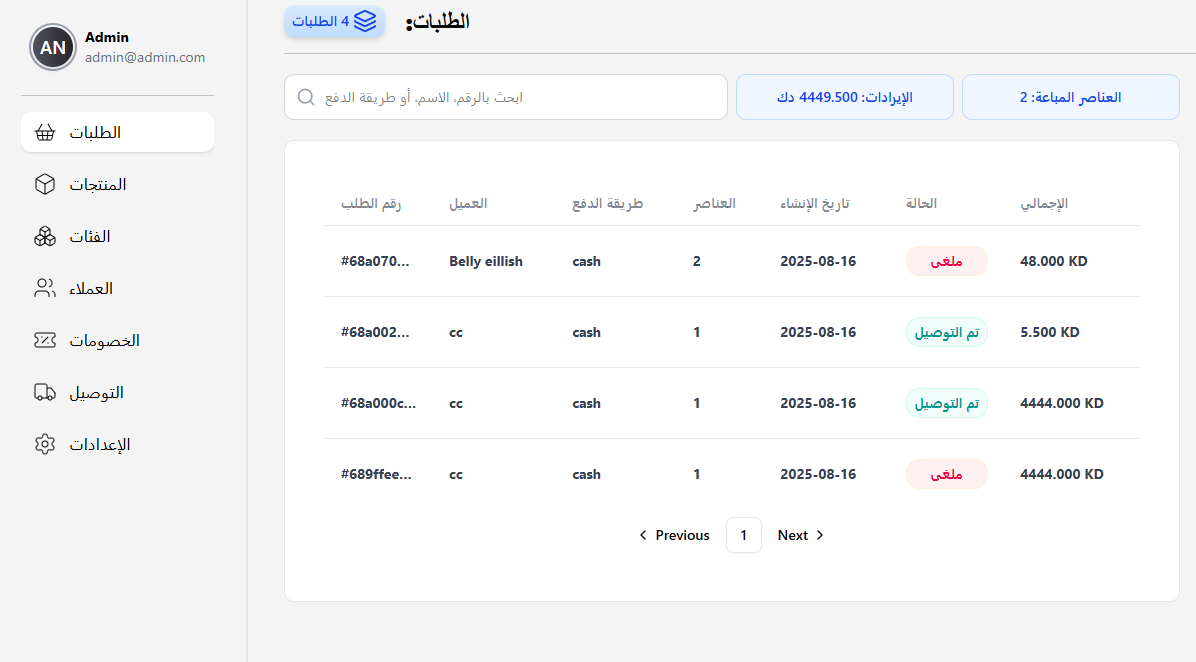 AN
Admin
admin@admin.com
الطلبات
المنتجات
الفئات
العملاء
الخصومات
التوصيل
الإعدادات
الطلبات:
4 الطلبات
ابحث بالرقم، الاسم، أو طريقة الدفع
الإيرادات: 4449.500 دك
العناصر المباعة: 2
رقم الطلب العميل طريقة الدفع العناصر تاريخ الإنشاء الحالة الإجمالي
#68a070... Belly eillish cash 2 2025-08-16 ملغى 48.000 KD
#68a002... cc cash 1 2025-08-16 تم التوصيل 5.500 KD
#68a000c... cc cash 1 2025-08-16 تم التوصيل 4444.000 KD
#689ffee... cc cash 1 2025-08-16 ملغى 4444.000 KD
Previous 1 Next